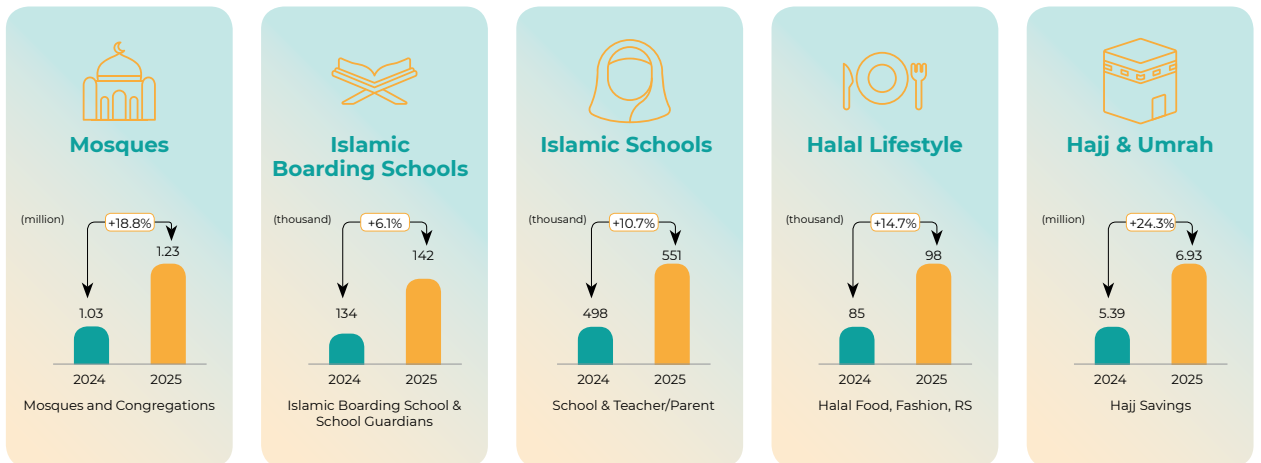 Mosques
(million)
+18.8%
1.23
1.03
2024 2025
Mosques and Congregations
Islamic
Boarding Schools
(thousand)
+6.1%
142
134
2024 2025
Islamic Boarding School &
School Guardians
Islamic Schools
(thousand)
+10.7%
551
498
2024 2025
School & Teacher/Parent
Halal Lifestyle
(thousand)
+14.7%
98
85
2024 2025
Halal Food, Fashion, RS
Hajj & Umrah
(million)
+24.3%
6.93
5.39
2024 2025
Hajj Savings